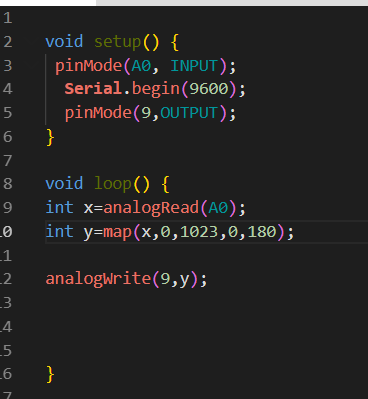 1
2 void setup() {
3 pinMode(A0, INPUT);
4 Serial.begin(9600);
5 pinMode(9,OUTPUT);
6 }
7
8 void loop() {
9 int x=analogRead(A0);
10 int y=map(x,0,1023,0,180);
11
12 analogWrite(9,y);
13
14
15
16 }
17